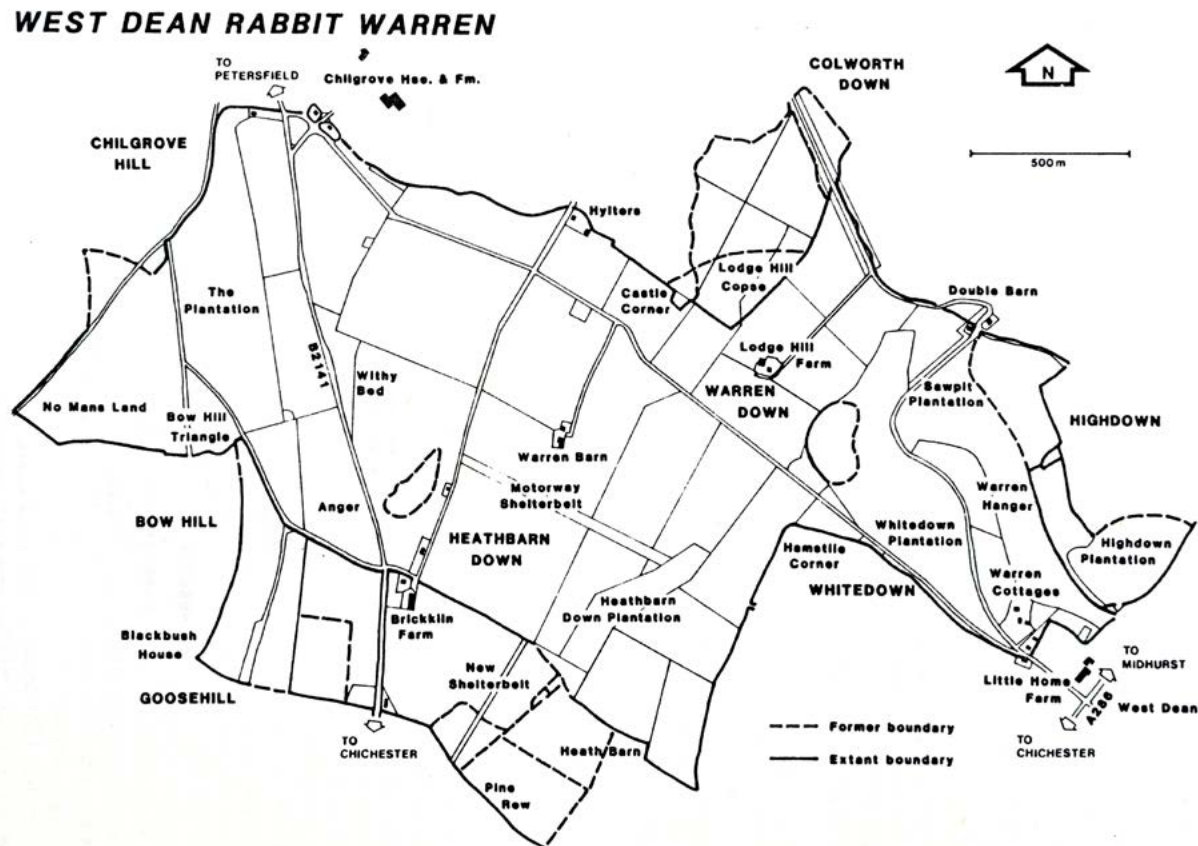 WEST DEAN RABBIT WARREN
TO
PETERSFIELD
Chilgrove Hse. & Fm.
COLWORTH
DOWN
N
500m
CHILGROVE
HILL
Hylters
The
Plantation
B2141
Castle
Corner
Lodge Hill
Copse
Double Barn
Lodge Hill
Farm
Withy
Bed
WARREN
DOWN
Sawpit
Plantation
No Mans Land
Bow Hill
Triangle
HIGHDOWN
Warren Barn
Motorway
Shelterbelt
Anger
Warren
Hanger
BOW HILL
HEATHBARN
DOWN
Whitedown
Plantation
Highdown
Plantation
Hamstile
Corner
WHITEDOWN
Warren
Cottages
Heathbarn
Down Plantation
Brickkiln
Farm
Blackbush
House
New
Shelterbelt
TO
MIDHURST
GOOSEHILL
Little Home
Farm
A286
West Dean
TO
CHICHESTER
Heath Barn
TO
CHICHESTER
Former boundary
Extant boundary
Pine
Row